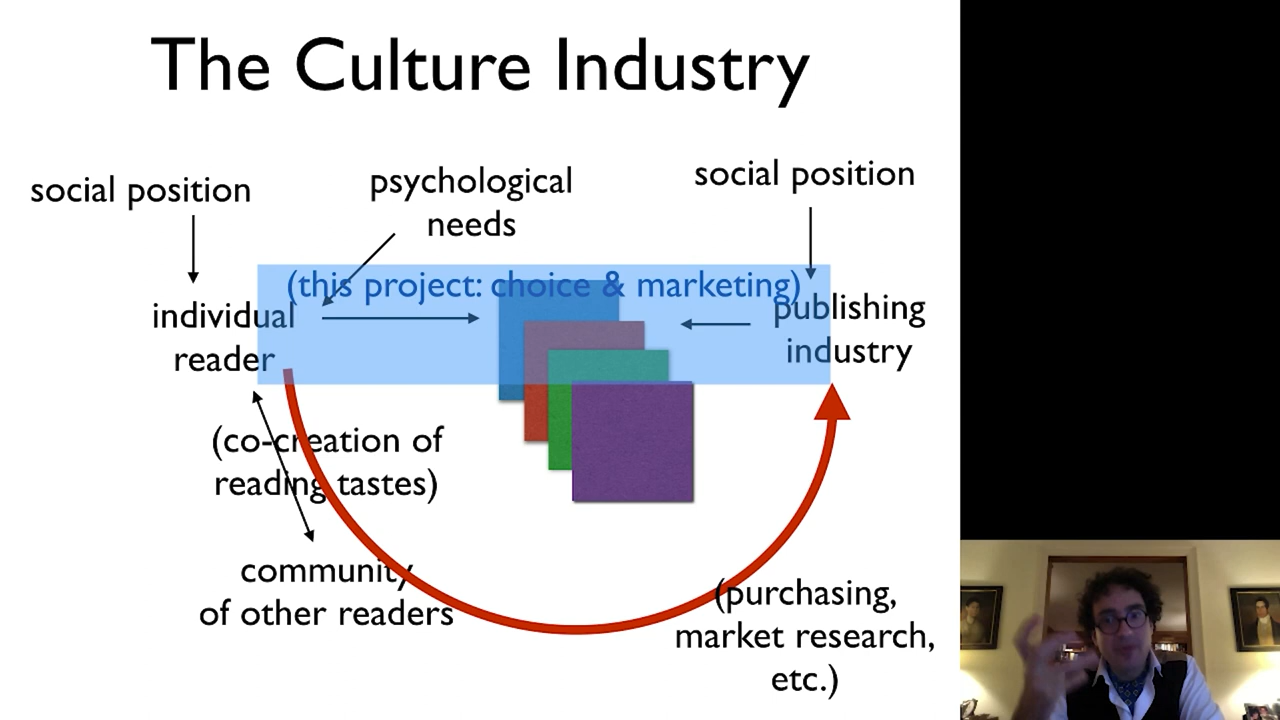 The Culture Industry
social position
psychological
needs
social position
(this project: choice & marketing)
individual
reader
publishing
industry
(co-creation of
reading tastes)
community
of other readers
(purchasing,
market research,
etc.)